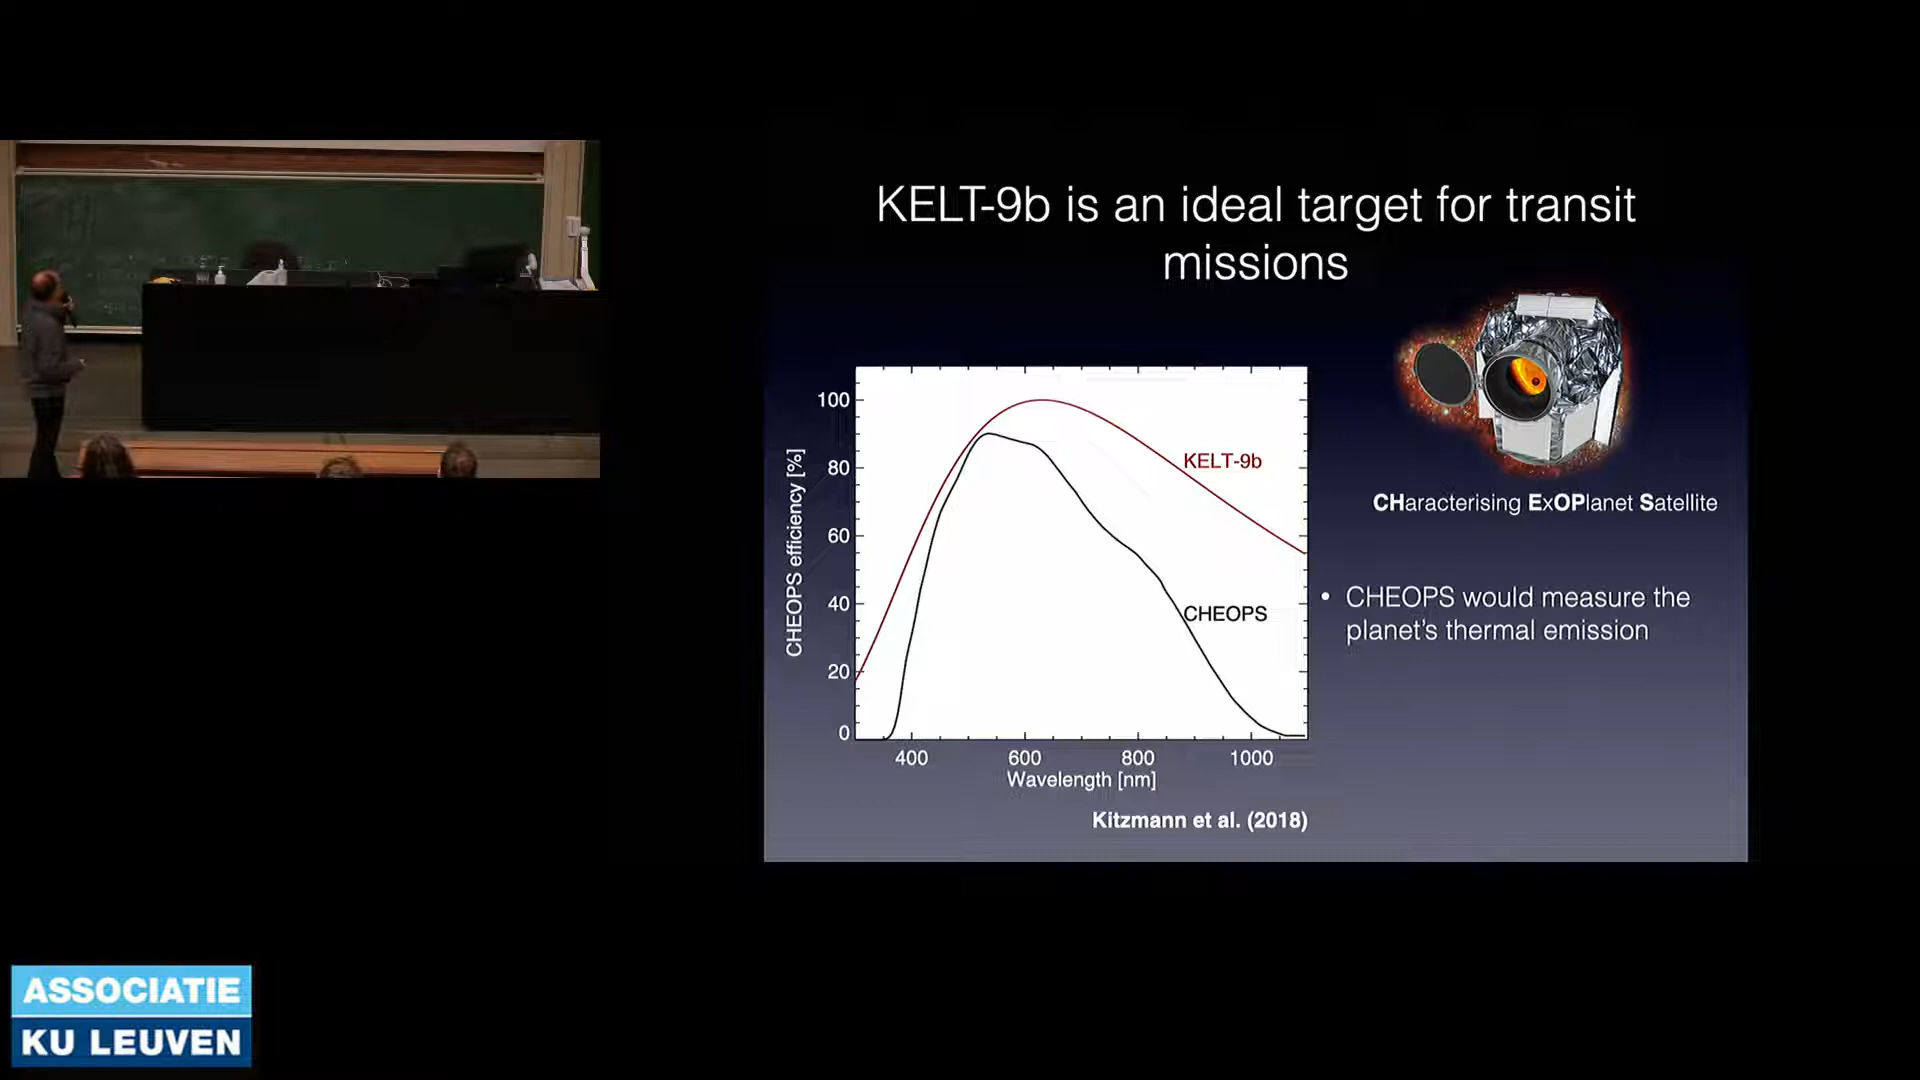 KELT-9b is an ideal target for transit
missions
CHaracterising ExOPlanet Satellite
100
80
60
40
20
0
CHEOPS efficiency [%]
KELT-9b
CHEOPS
400 600 800 1000
Wavelength [nm]
Kitzmann et al. (2018)
• CHEOPS would measure the
planet's thermal emission
ASSOCIATIE
KU LEUVEN